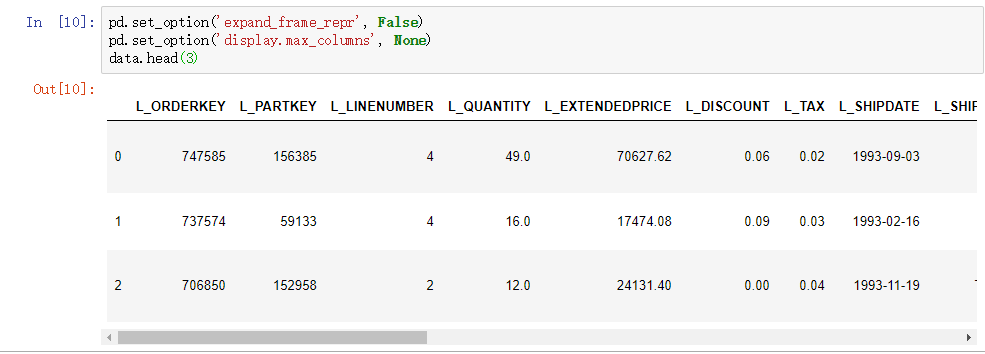 In [10]: pd.set_option('expand_frame_repr', False)
pd.set_option('display.max_columns', None)
data.head(3)
Out[10]:
L_ORDERKEY L_PARTKEY L_LINENUMBER L_QUANTITY L_EXTENDEDPRICE L_DISCOUNT L_TAX L_SHIPDATE L_SHIP
0 747585 156385 4 49.0 70627.62 0.06 0.02 1993-09-03
1 737574 59133 4 16.0 17474.08 0.09 0.03 1993-02-16
2 706850 152958 2 12.0 24131.40 0.00 0.04 1993-11-19